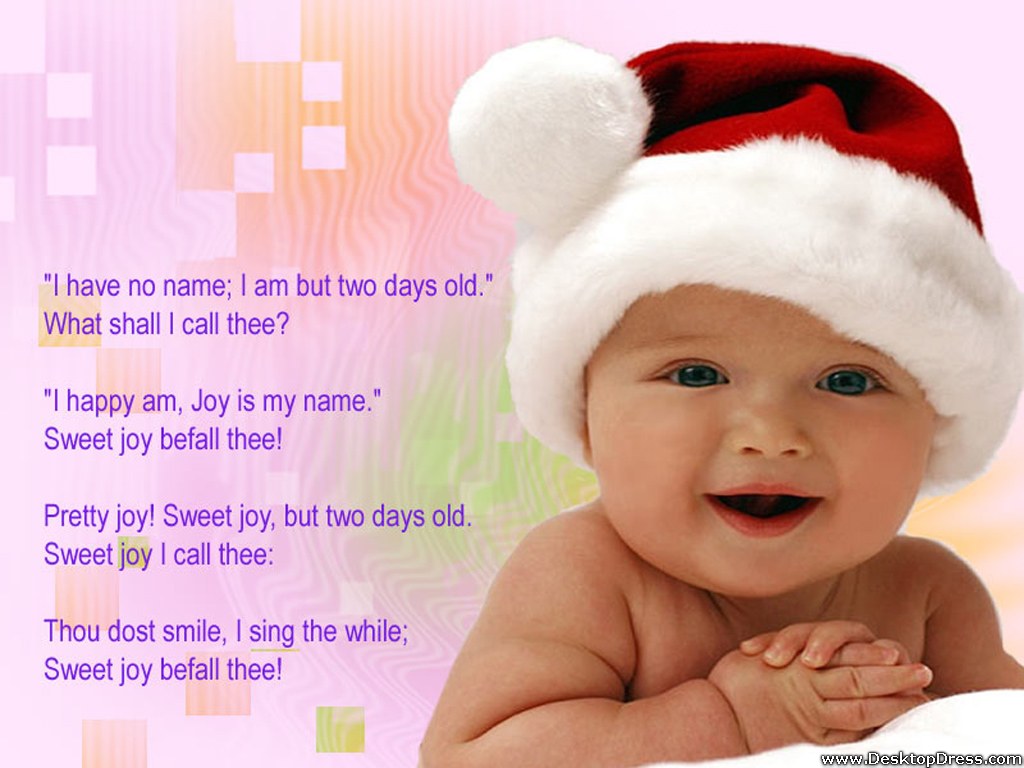 "I have no name; I am but two days old."
What shall I call thee?
"I happy am, Joy is my name."
Sweet joy befall thee!
Pretty joy! Sweet joy, but two days old.
Sweet joy I call thee:
Thou dost smile, I sing the while;
Sweet joy befall thee!
www.DesktopDress.com